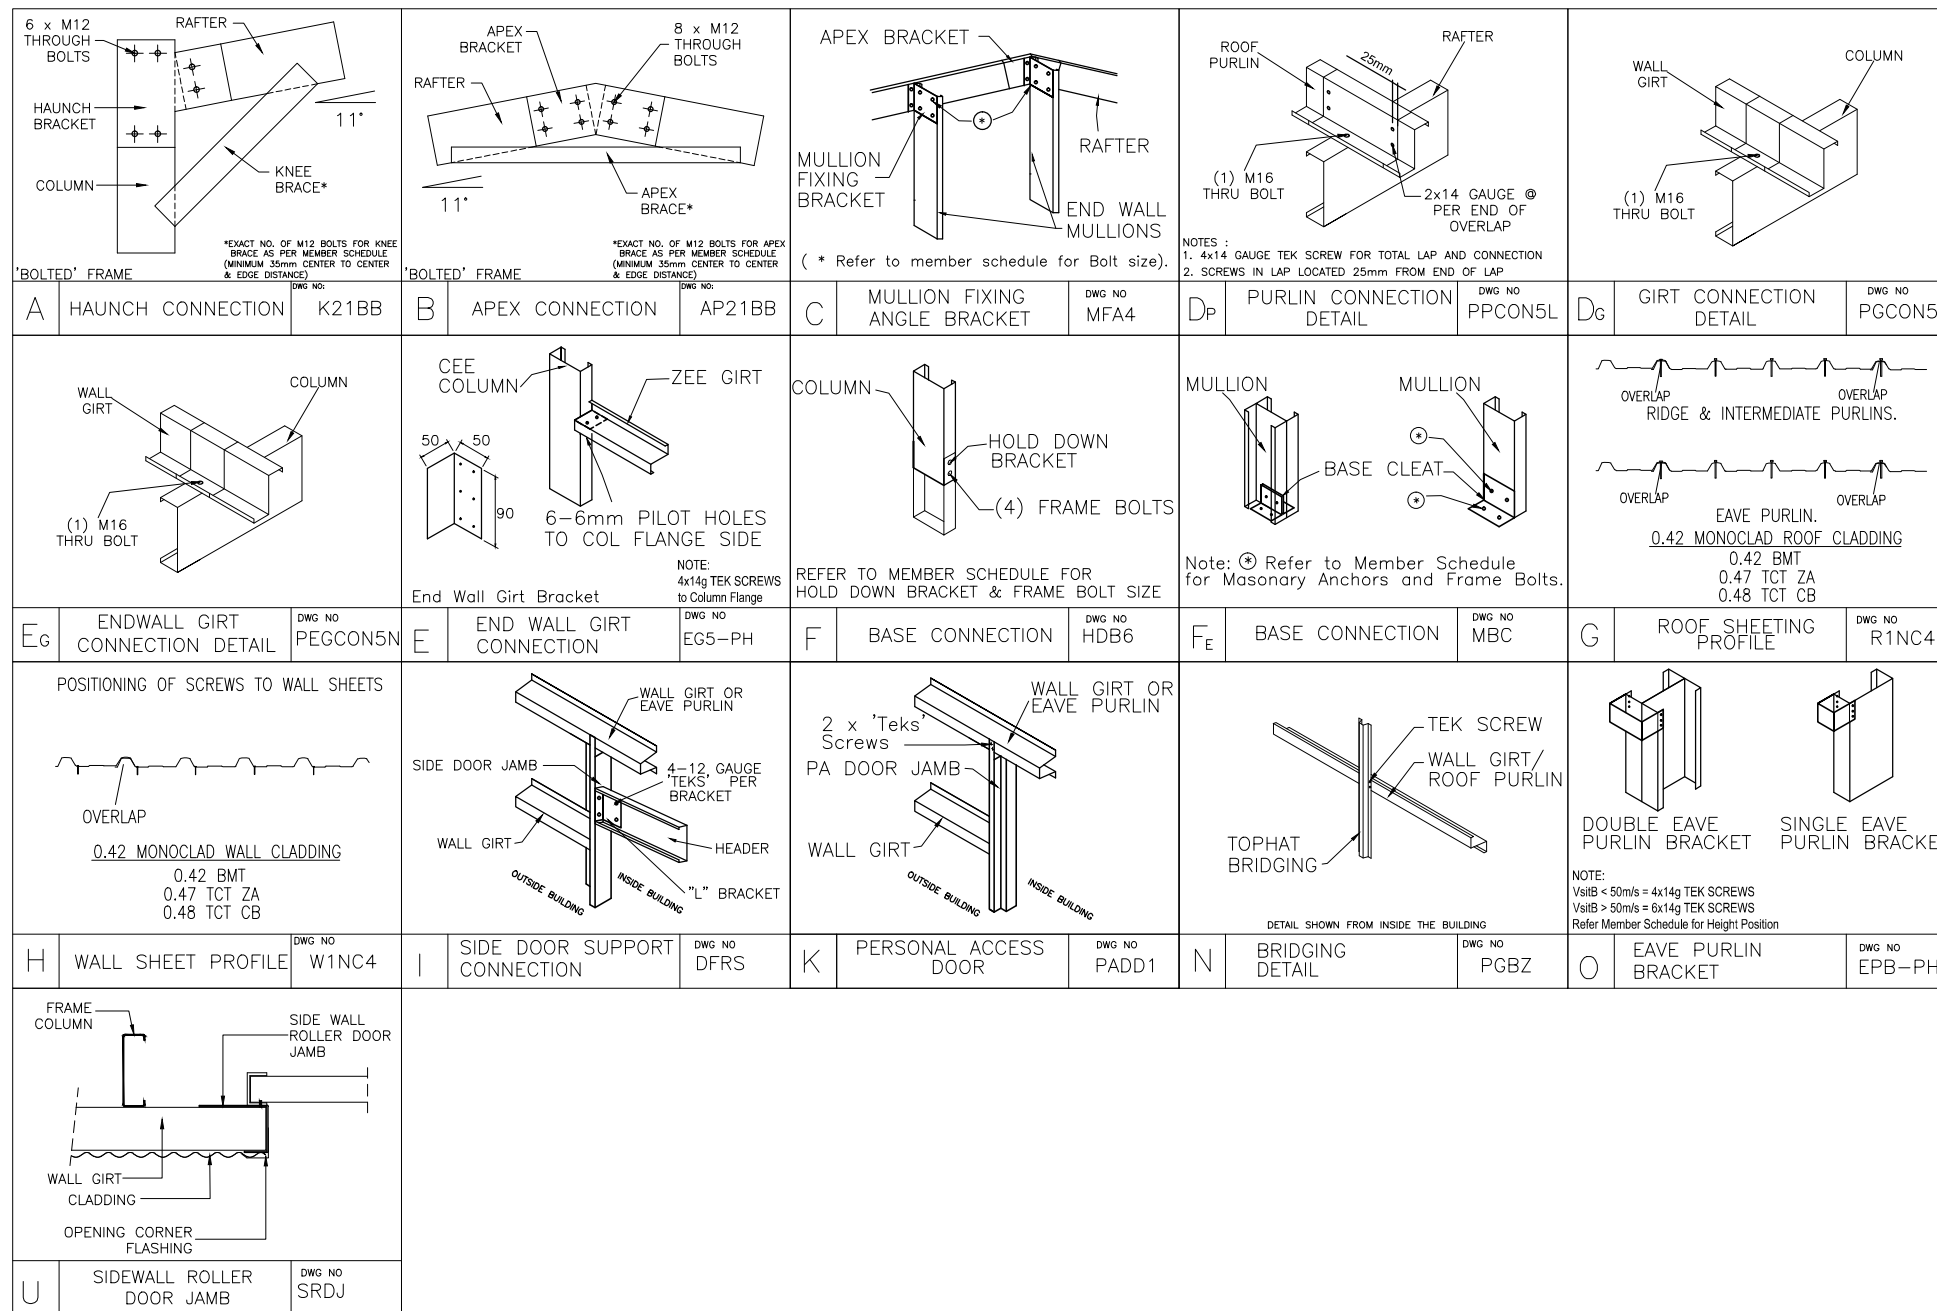 6 x M12
THROUGH
BOLTS
RAFTER
HAUNCH
BRACKET
11°
COLUMN
KNEE
BRACE*
*EXACT NO. OF M12 BOLTS FOR KNEE
BRACE AS PER MEMBER SCHEDULE
(MINIMUM 35mm CENTER TO CENTER
& EDGE DISTANCE)
'BOLTED' FRAME
A
HAUNCH CONNECTION
DWG NO:
K21BB
APEX
BRACKET
8 x M12
THROUGH
BOLTS
RAFTER
11°
APEX
BRACE*
*EXACT NO. OF M12 BOLTS FOR APEX
BRACE AS PER MEMBER SCHEDULE
(MINIMUM 35mm CENTER TO CENTER
& EDGE DISTANCE)
'BOLTED' FRAME
B
APEX CONNECTION
DWG NO:
AP21BB
APEX BRACKET
*
RAFTER
MULLION
FIXING
BRACKET
END WALL
MULLIONS
( * Refer to member schedule for Bolt size).
C
MULLION FIXING
ANGLE BRACKET
DWG NO
MFA4
ROOF
PURLIN
25mm
RAFTER
(1) M16
THRU BOLT
2x14 GAUGE @
PER END OF
OVERLAP
NOTES :
1. 4x14 GAUGE TEK SCREW FOR TOTAL LAP AND CONNECTION
2. SCREWS IN LAP LOCATED 25mm FROM END OF LAP
DP
PURLIN CONNECTION
DETAIL
DWG NO
PPCON5L
WALL
GIRT
COLUMN
(1) M16
THRU BOLT
DG
GIRT CONNECTION
DETAIL
DWG NO
PGCON5
WALL
GIRT
COLUMN
(1) M16
THRU BOLT
EG
ENDWALL GIRT
CONNECTION DETAIL
DWG NO
PEGCON5N
CEE
COLUMN
ZEE GIRT
50
50
90
6-6mm PILOT HOLES
TO COL FLANGE SIDE
NOTE:
4x14g TEK SCREWS
to Column Flange
End Wall Girt Bracket
E
END WALL GIRT
CONNECTION
DWG NO
EG5-PH
COLUMN
HOLD DOWN
BRACKET
(4) FRAME BOLTS
REFER TO MEMBER SCHEDULE FOR
HOLD DOWN BRACKET & FRAME BOLT SIZE
F
BASE CONNECTION
DWG NO
HDB6
MULLION
MULLION
*
BASE CLEAT
*
Note: * Refer to Member Schedule
for Masonary Anchors and Frame Bolts.
FE
BASE CONNECTION
DWG NO
MBC
OVERLAP
OVERLAP
RIDGE & INTERMEDIATE PURLINS.
OVERLAP
OVERLAP
EAVE PURLIN.
0.42 MONOCLAD ROOF CLADDING
0.42 BMT
0.47 TCT ZA
0.48 TCT CB
G
ROOF SHEETING
PROFILE
DWG NO
R1NC4
POSITIONING OF SCREWS TO WALL SHEETS
OVERLAP
0.42 MONOCLAD WALL CLADDING
0.42 BMT
0.47 TCT ZA
0.48 TCT CB
H
WALL SHEET PROFILE
DWG NO
W1NC4
WALL GIRT OR
EAVE PURLIN
SIDE DOOR JAMB
4-12 GAUGE
'TEKS' PER
BRACKET
WALL GIRT
HEADER
OUTSIDE BUILDING
INSIDE BUILDING
"L" BRACKET
I
SIDE DOOR SUPPORT
CONNECTION
DWG NO
DFRS
WALL GIRT OR
EAVE PURLIN
2 x 'Teks'
Screws
PA DOOR JAMB
WALL GIRT
OUTSIDE BUILDING
INSIDE BUILDING
K
PERSONAL ACCESS
DOOR
DWG NO
PADD1
TEK SCREW
WALL GIRT/
ROOF PURLIN
TOPHAT
BRIDGING
DETAIL SHOWN FROM INSIDE THE BUILDING
N
BRIDGING
DETAIL
DWG NO
PGBZ
DOUBLE EAVE
PURLIN BRACKET
SINGLE EAVE
PURLIN BRACKE
NOTE:
VsitB < 50m/s = 4x14g TEK SCREWS
VsitB > 50m/s = 6x14g TEK SCREWS
Refer Member Schedule for Height Position
O
EAVE PURLIN
BRACKET
DWG NO
EPB-PH
FRAME
COLUMN
SIDE WALL
ROLLER DOOR
JAMB
WALL GIRT
CLADDING
OPENING CORNER
FLASHING
U
SIDEWALL ROLLER
DOOR JAMB
DWG NO
SRDJ